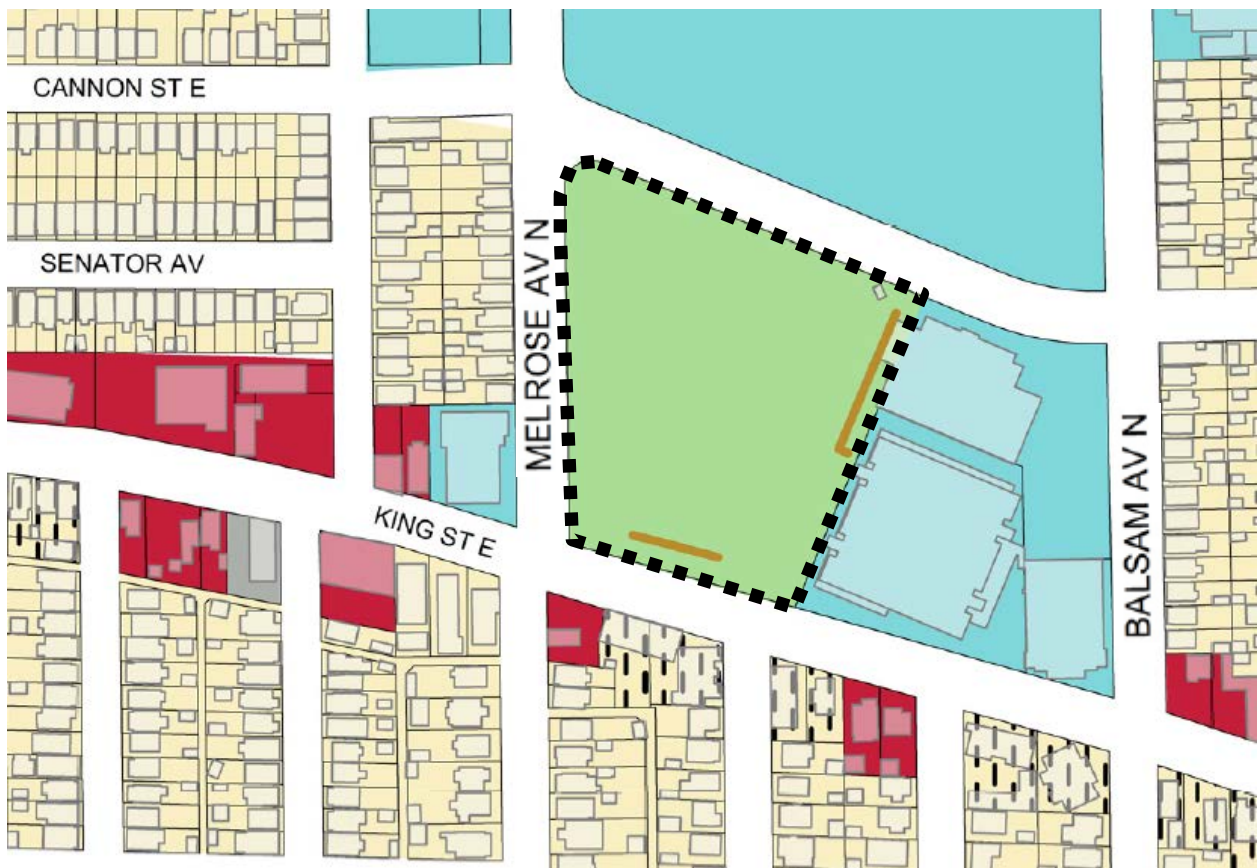 CANNON ST E
SENATOR AV
MELROSE AV N
KING ST E
BALSAM AV N